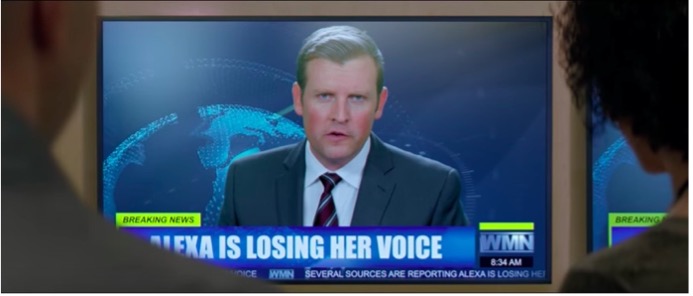 BREAKING NEWS
ALEXA IS LOSING HER VOICE
WMN
8:34 AM
VOICE WMN SEVERAL SOURCES ARE REPORTING ALEXA IS LOSING HE
BREAKING